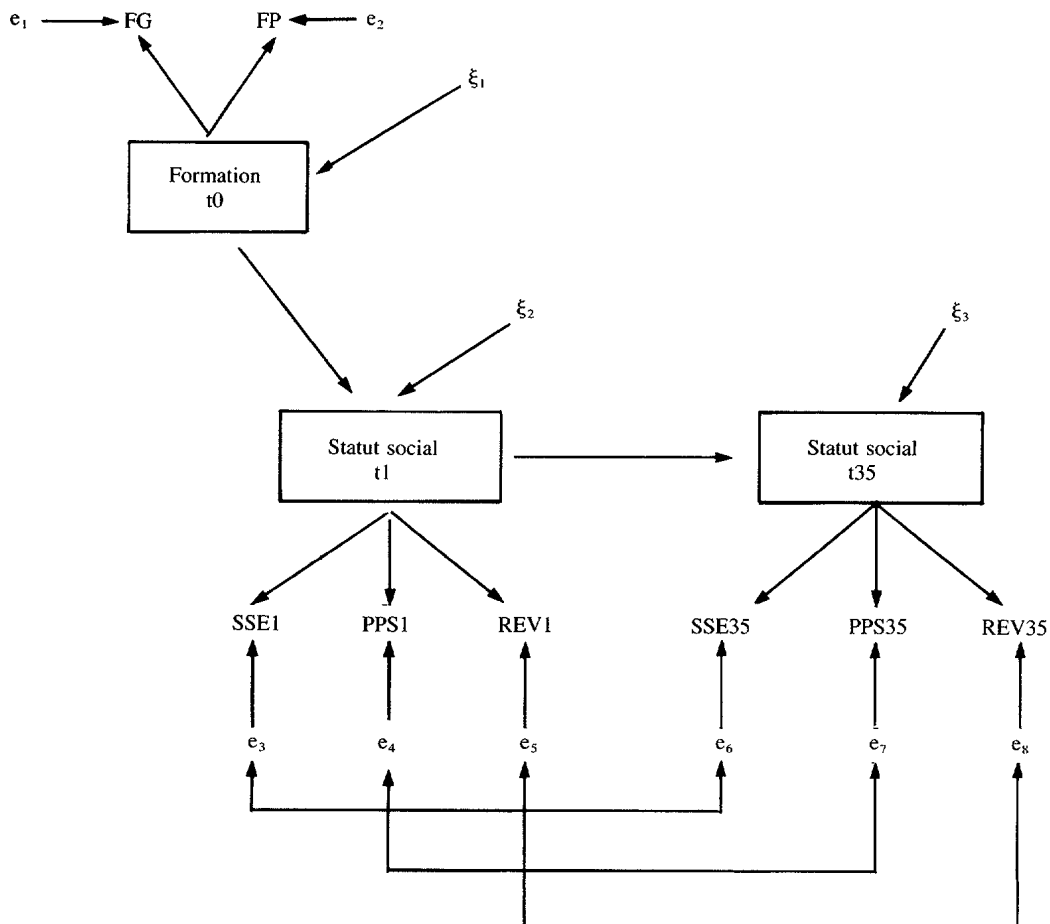 e₁ FG FP e₂
ξ₁
Formation
t0
ξ₂ ξ₃
Statut social
t1
Statut social
t35
SSE1 PPS1 REV1 SSE35 PPS35 REV35
e₃ e₄ e₅ e₆ e₇ e₈